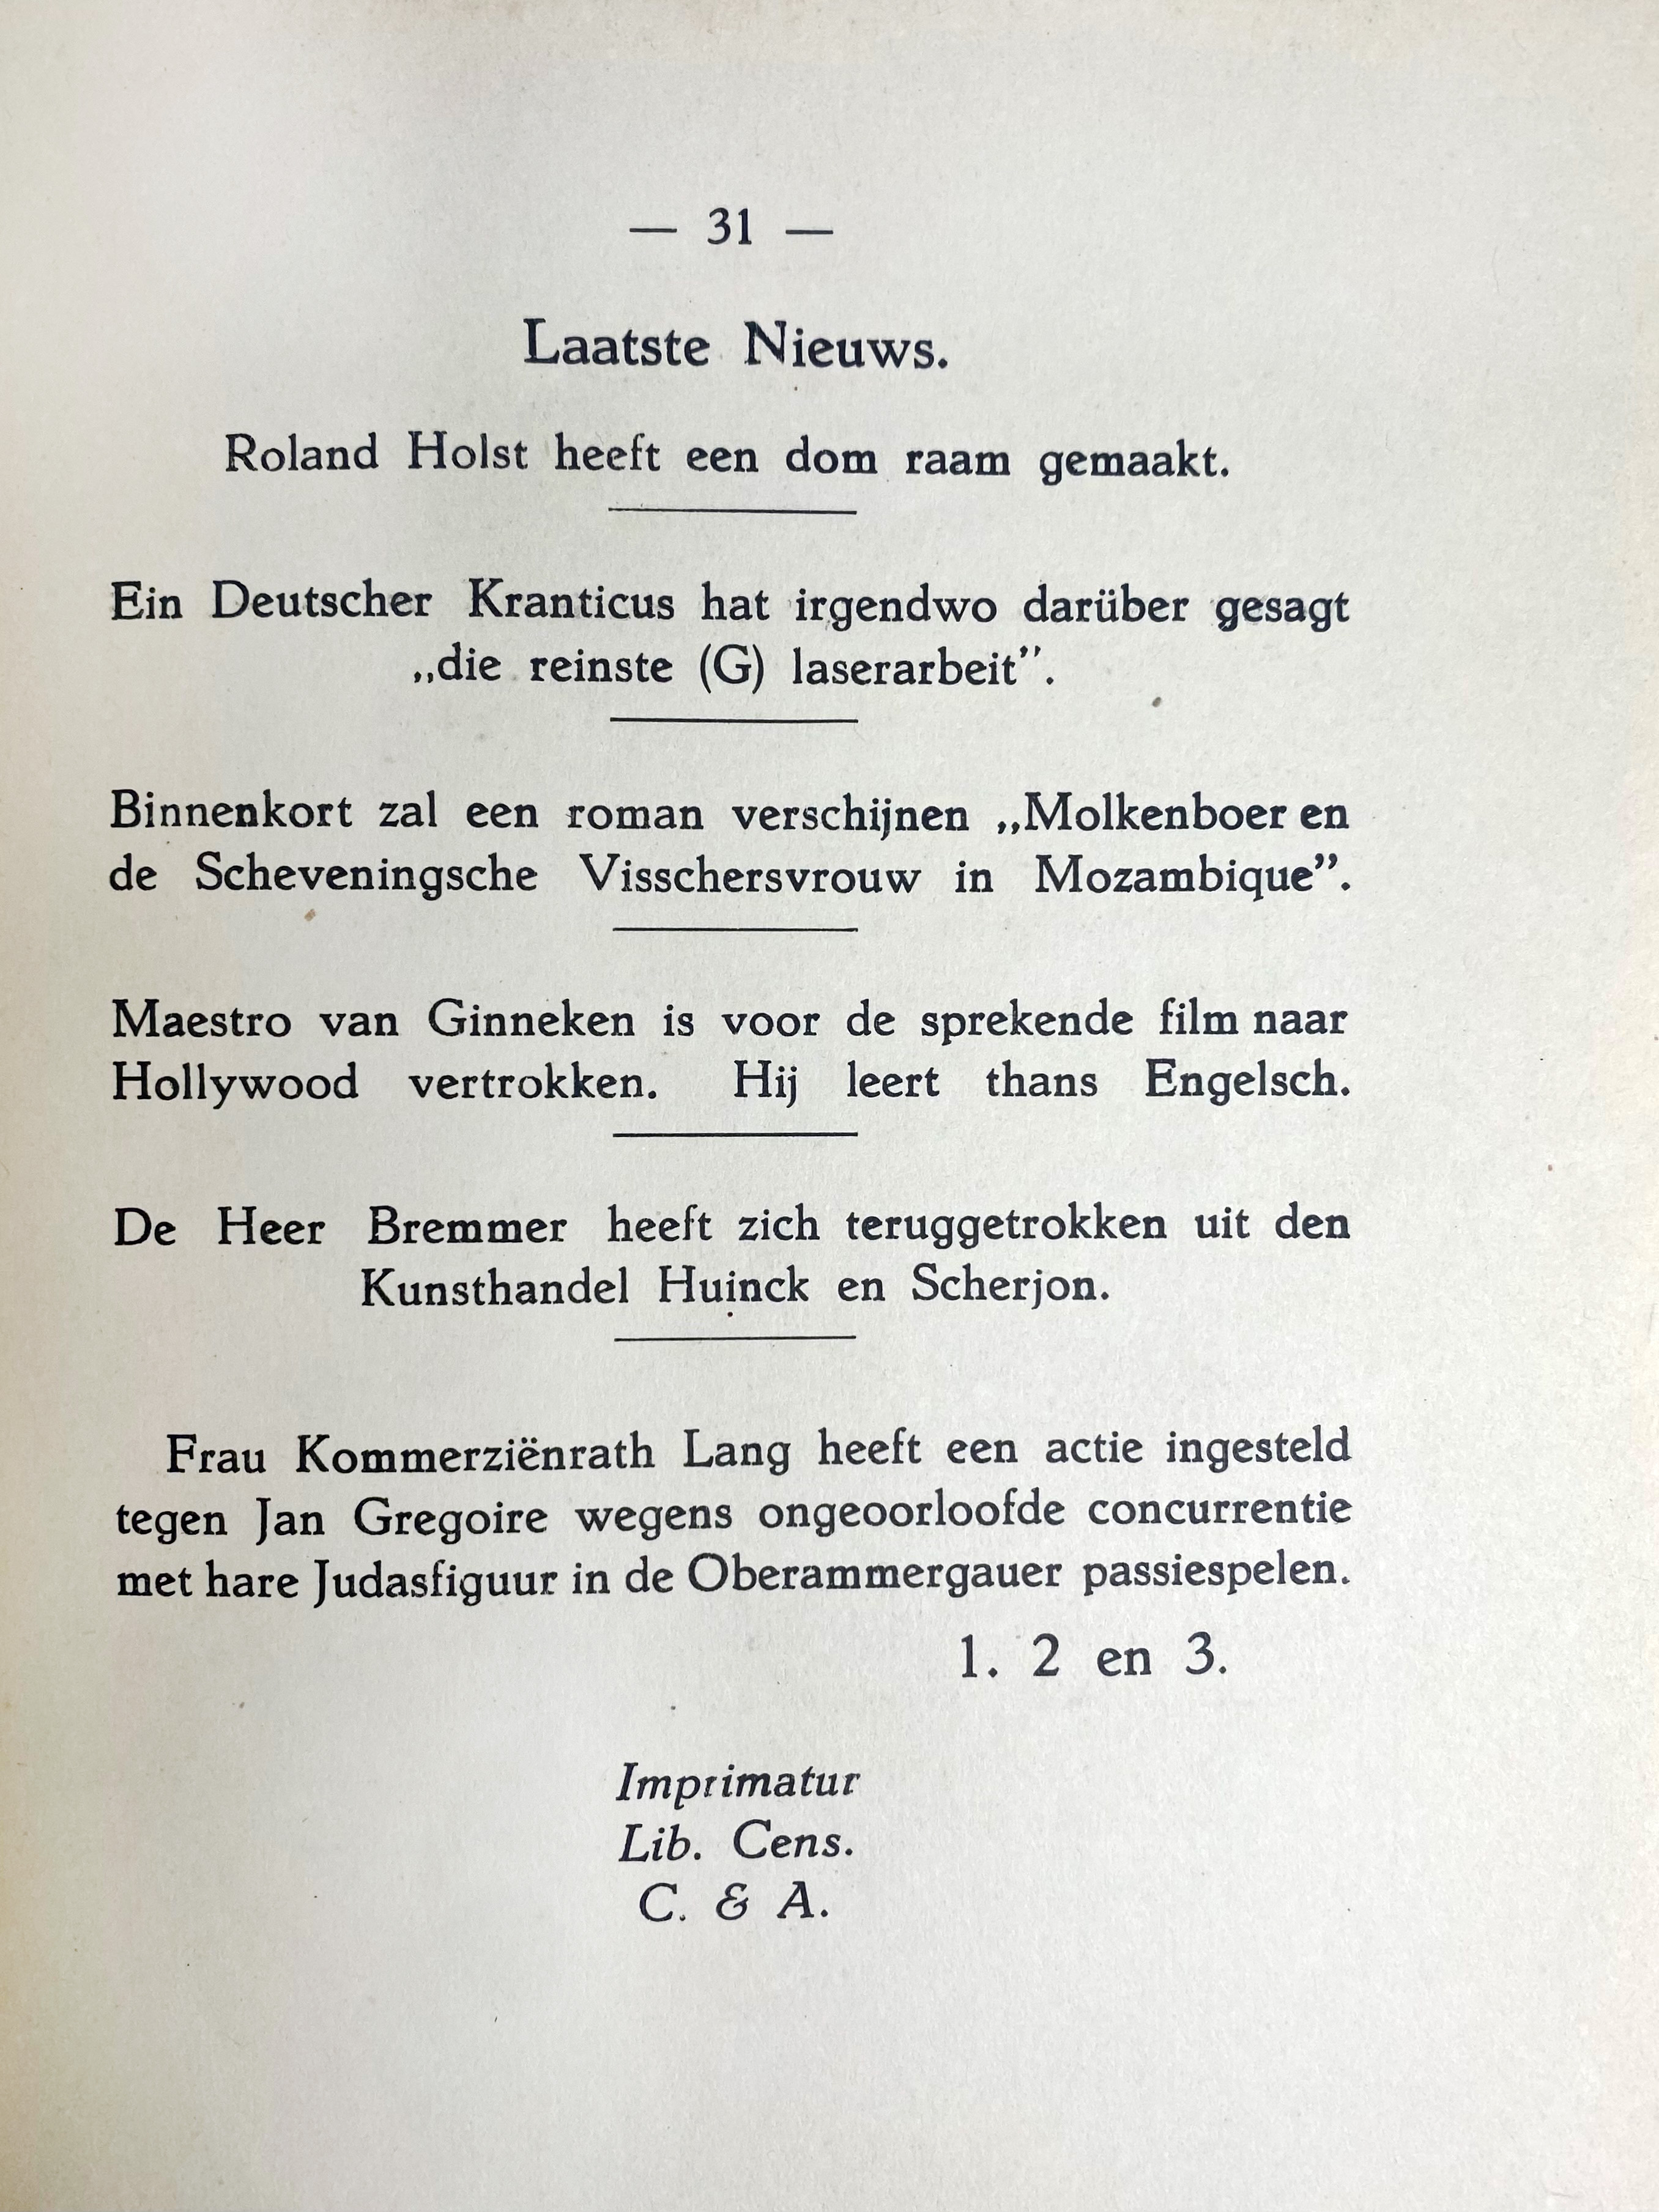 — 31 —
Laatste Nieuws.
Roland Holst heeft een dom raam gemaakt.
Ein Deutscher Kranticus hat irgendwo darüber gesagt
„die reinste (G) laserarbeit”.
Binnenkort zal een roman verschijnen „Molkenboer en
de Scheveningsche Visschersvrouw in Mozambique”.
Maestro van Ginneken is voor de sprekende film naar
Hollywood vertrokken. Hij leert thans Engelsch.
De Heer Bremmer heeft zich teruggetrokken uit den
Kunsthandel Huinck en Scherjon.
Frau Kommerziënrath Lang heeft een actie ingesteld
tegen Jan Gregoire wegens ongeoorloofde concurrentie
met hare Judasfiguur in de Oberammergauer passiespelen.
1. 2 en 3.
Imprimatur
Lib. Cens.
C. & A.